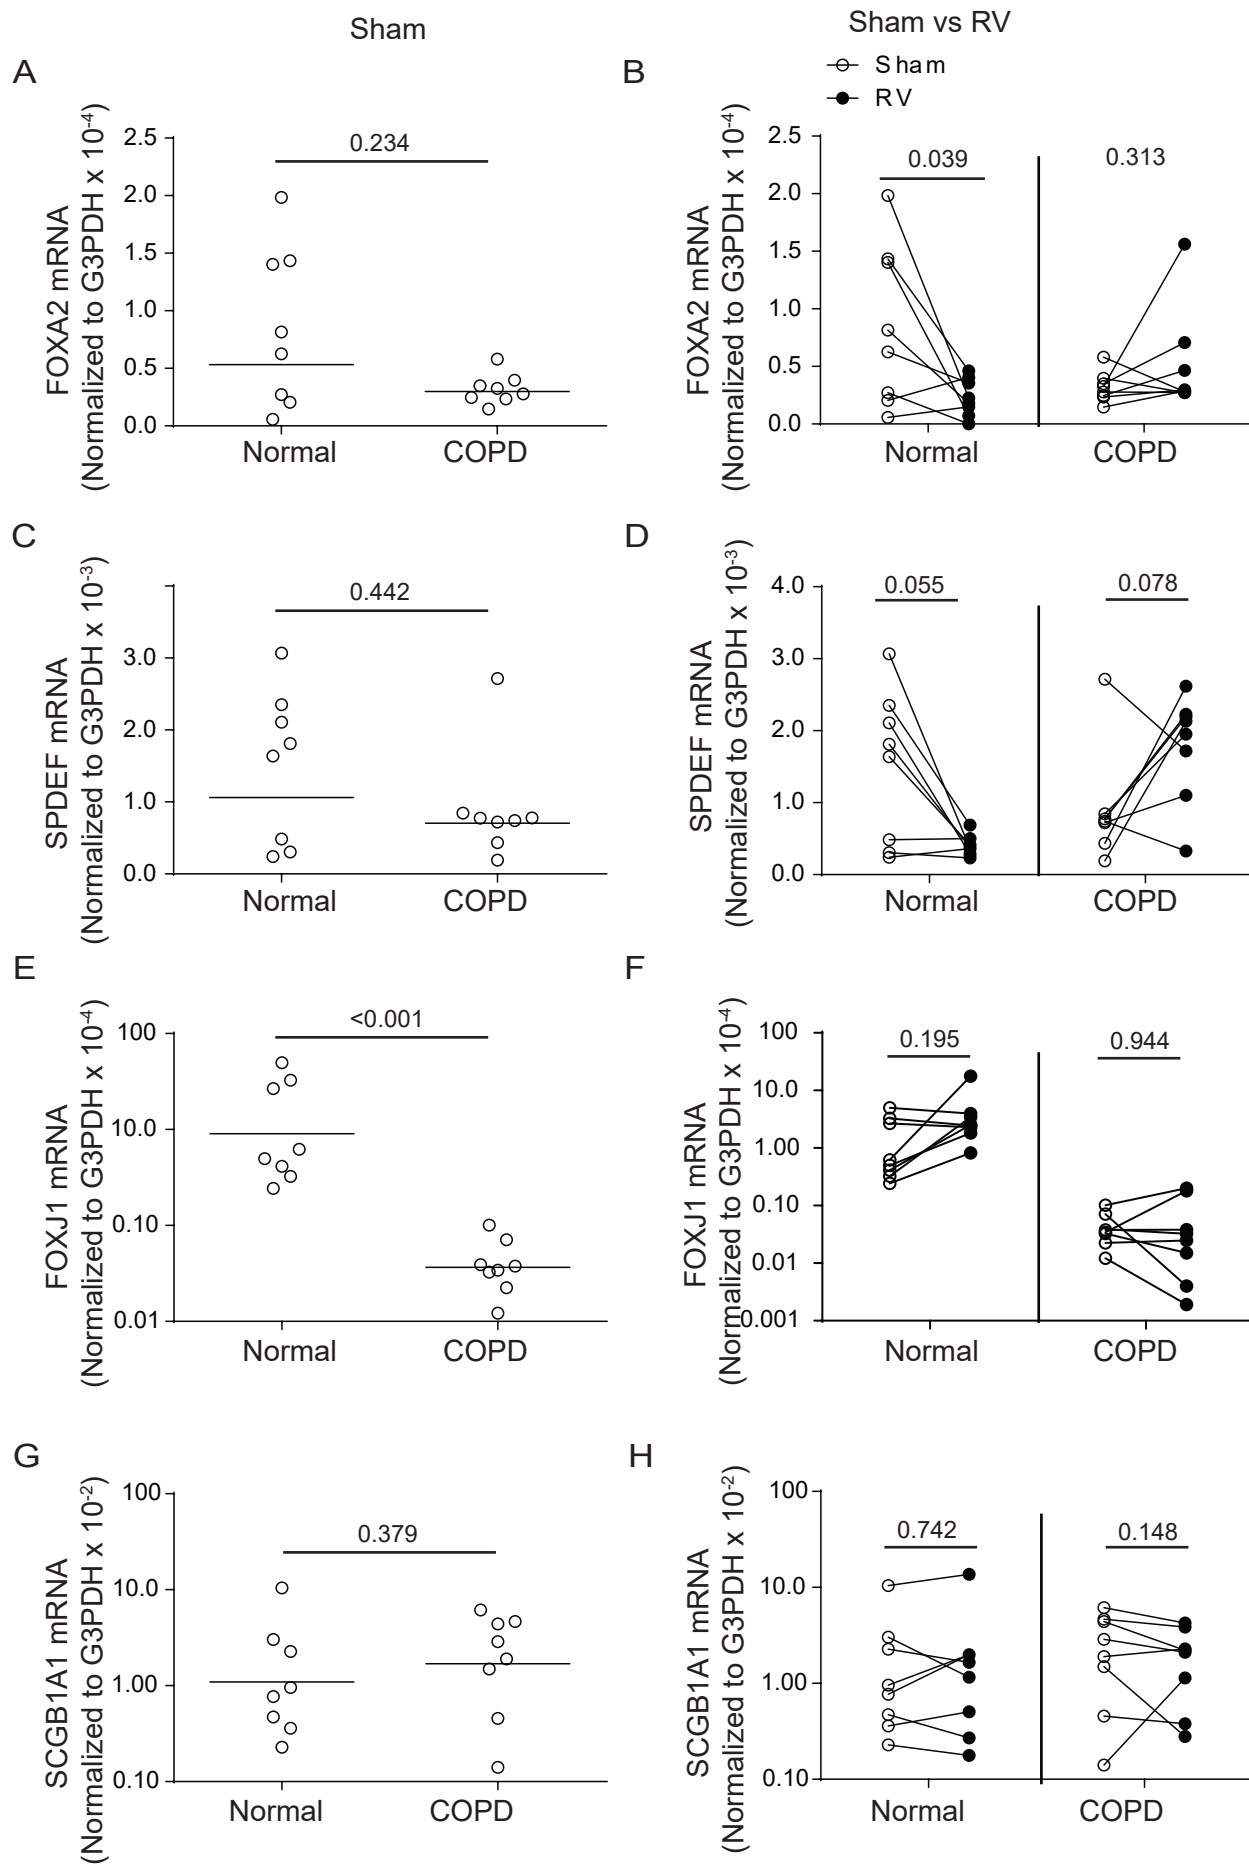 Sham
Sham vs RV
Sham
RV
A
FOXA2 mRNA
(Normalized to G3PDH x 10-4)
2.5
2.0
1.5
1.0
0.5
0.0
0.234
Normal
COPD
B
FOXA2 mRNA
(Normalized to G3PDH x 10-4)
2.5
2.0
1.5
1.0
0.5
0.0
0.039
0.313
Normal
COPD
C
SPDEF mRNA
(Normalized to G3PDH x 10-3)
3.0
2.0
1.0
0.0
0.442
Normal
COPD
D
SPDEF mRNA
(Normalized to G3PDH x 10-3)
4.0
3.0
2.0
1.0
0.0
0.055
0.078
Normal
COPD
E
FOXJ1 mRNA
(Normalized to G3PDH x 10-4)
100
10.0
0.10
0.01
<0.001
Normal
COPD
F
FOXJ1 mRNA
(Normalized to G3PDH x 10-4)
100
10.0
1.00
0.10
0.01
0.001
0.195
0.944
Normal
COPD
G
SCGB1A1 mRNA
(Normalized to G3PDH x 10-2)
100
10.0
1.00
0.10
0.379
Normal
COPD
H
SCGB1A1 mRNA
(Normalized to G3PDH x 10-2)
100
10.0
1.00
0.10
0.742
0.148
Normal
COPD